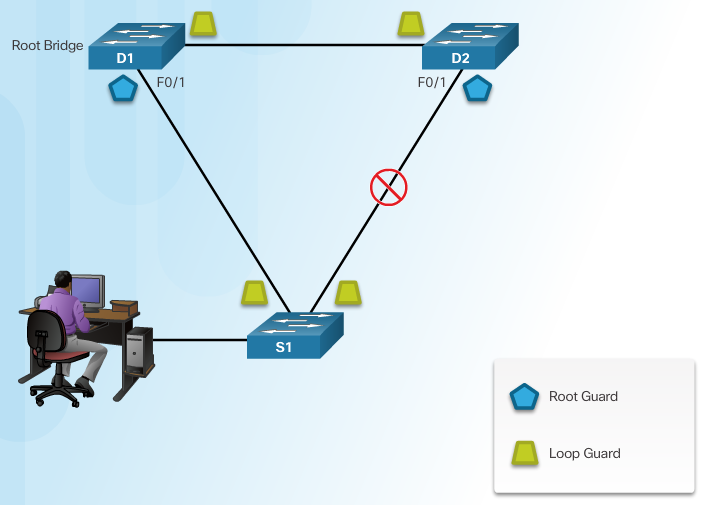 Root Bridge
D1
D2
F0/1
F0/1
S1
Root Guard
Loop Guard